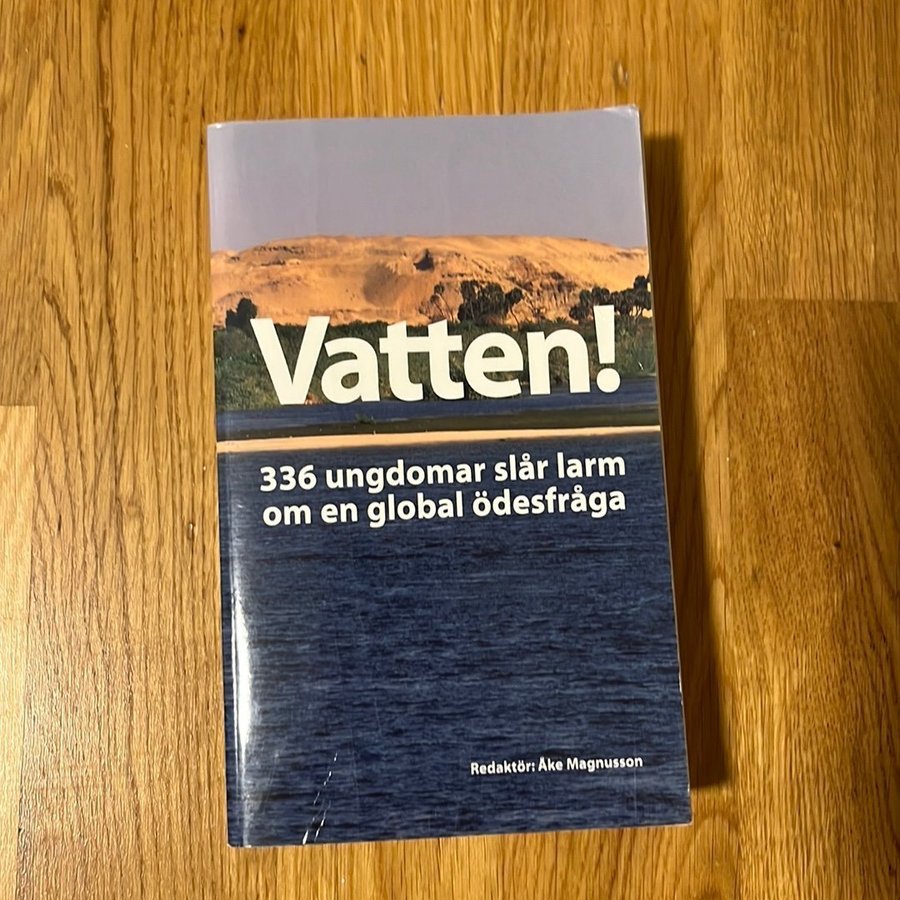 Vatten!
336 ungdomar slår larm
om en global ödesfråga
Redaktör: Åke Magnusson